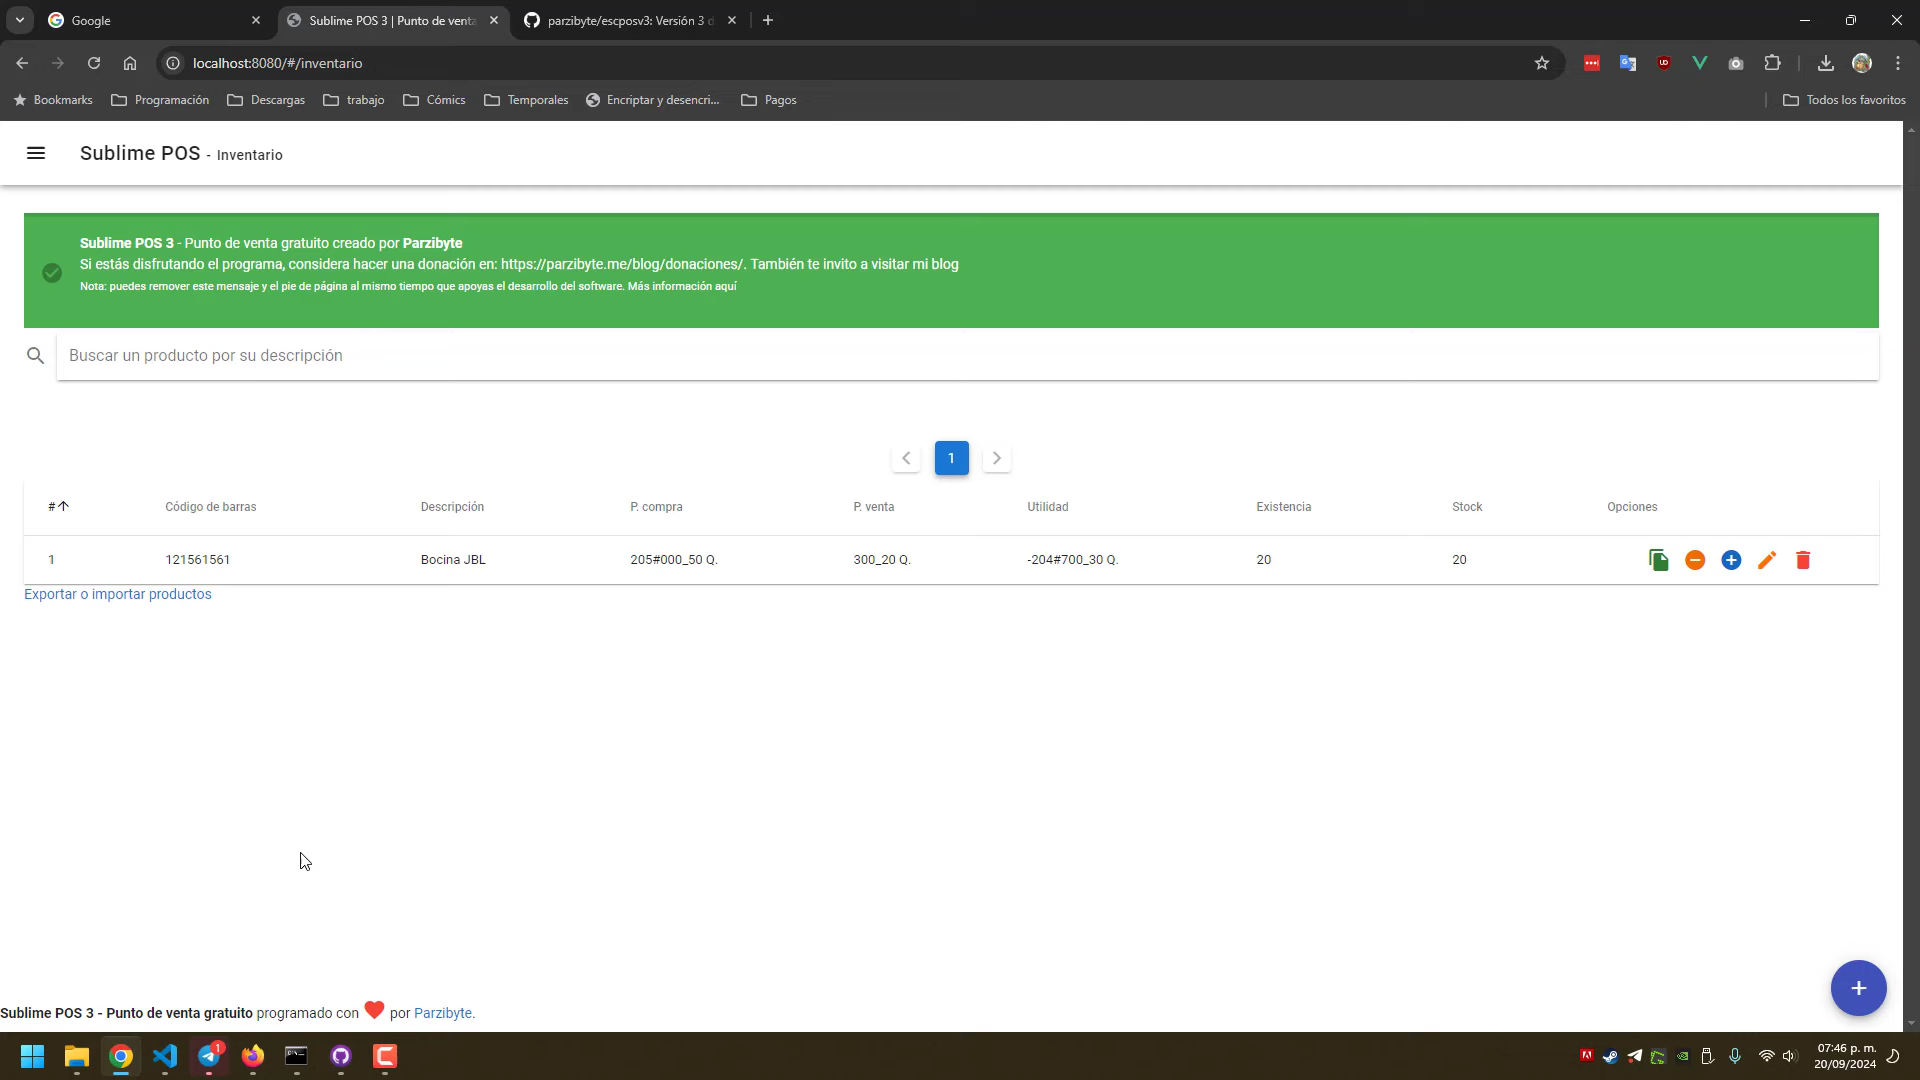 Google
Sublime POS 3 | Punto de venta
parzibyte/escposv3: Versión 3 d
localhost:8080/#/inventario
Bookmarks
Programación
Descargas
trabajo
Cómics
Temporales
Encriptar y desencri...
Pagos
Todos los favoritos
Sublime POS - Inventario
Sublime POS 3 - Punto de venta gratuito creado por Parzibyte
Si estás disfrutando el programa, considera hacer una donación en: https://parzibyte.me/blog/donaciones/. También te invito a visitar mi blog
Nota: puedes remover este mensaje y el pie de página al mismo tiempo que apoyas el desarrollo del software. Más información aquí
Buscar un producto por su descripción
1
# Código de barras Descripción P. compra P. venta Utilidad Existencia Stock Opciones
1 121561561 Bocina JBL 205#000_50 Q. 300_20 Q. -204#700_30 Q. 20 20
Exportar o importar productos
Sublime POS 3 - Punto de venta gratuito programado con por Parzibyte.
1
07:46 p. m.
20/09/2024